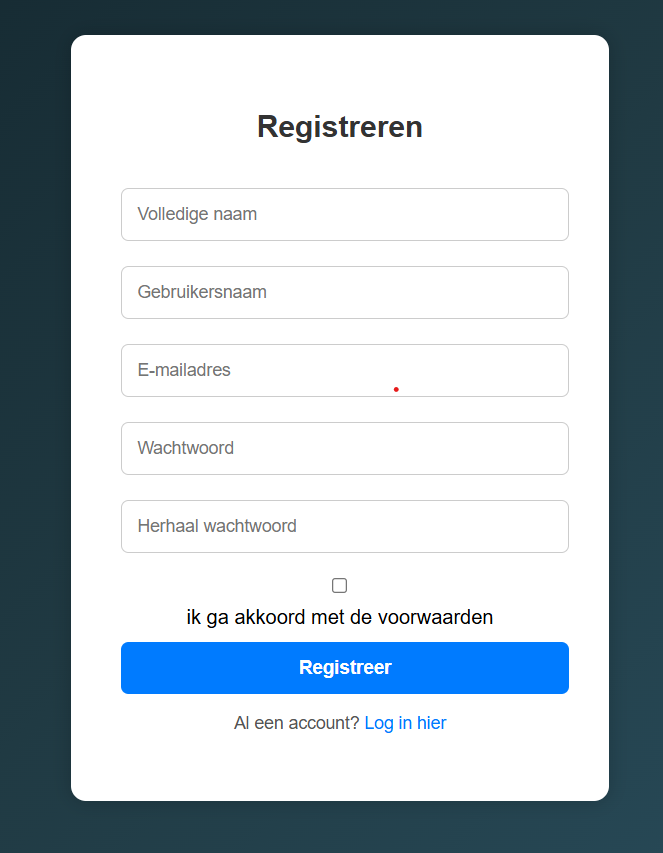 Registreren
Volledige naam
Gebruikersnaam
E-mailadres
Wachtwoord
Herhaal wachtwoord
ik ga akkoord met de voorwaarden
Registreer
Al een account? Log in hier